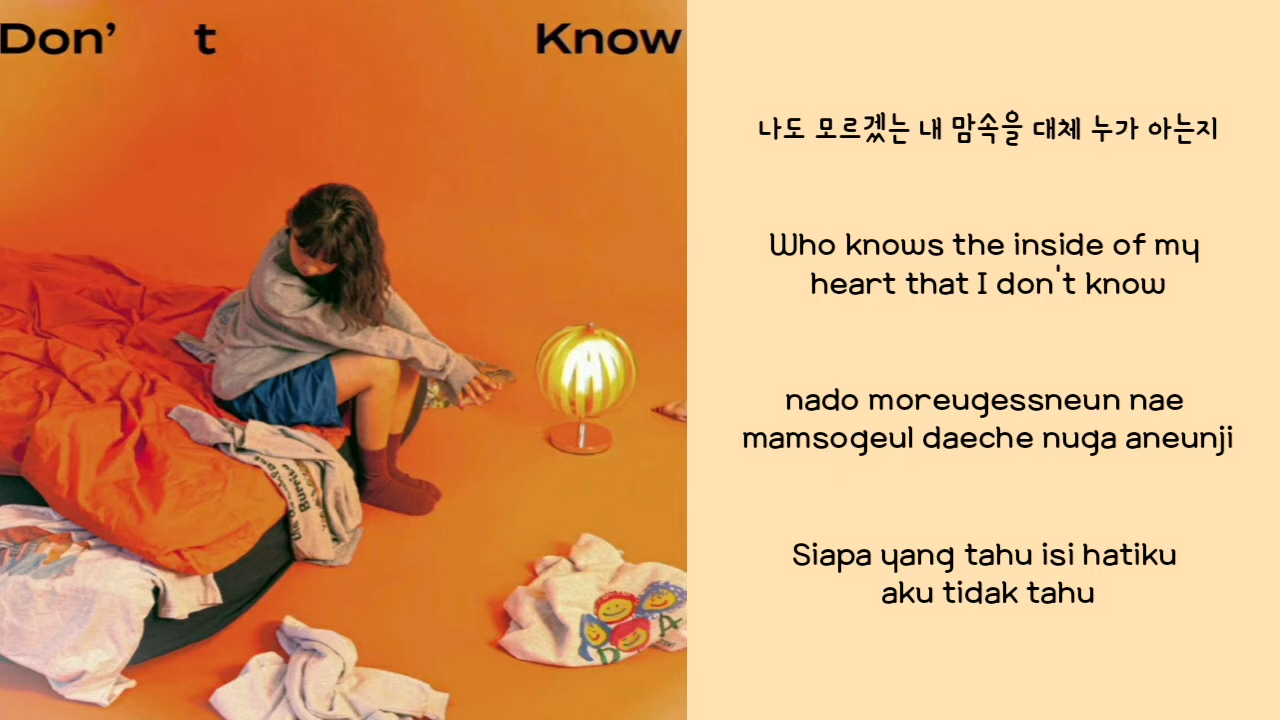 Don' t Know
나도 모르겠는 내 맘속을 대체 누가 아는지
Who knows the inside of my
heart that I don't know
nado moreugessneun nae
mamsogeul daeche nuga aneunji
Siapa yang tahu isi hatiku
aku tidak tahu
Burrito